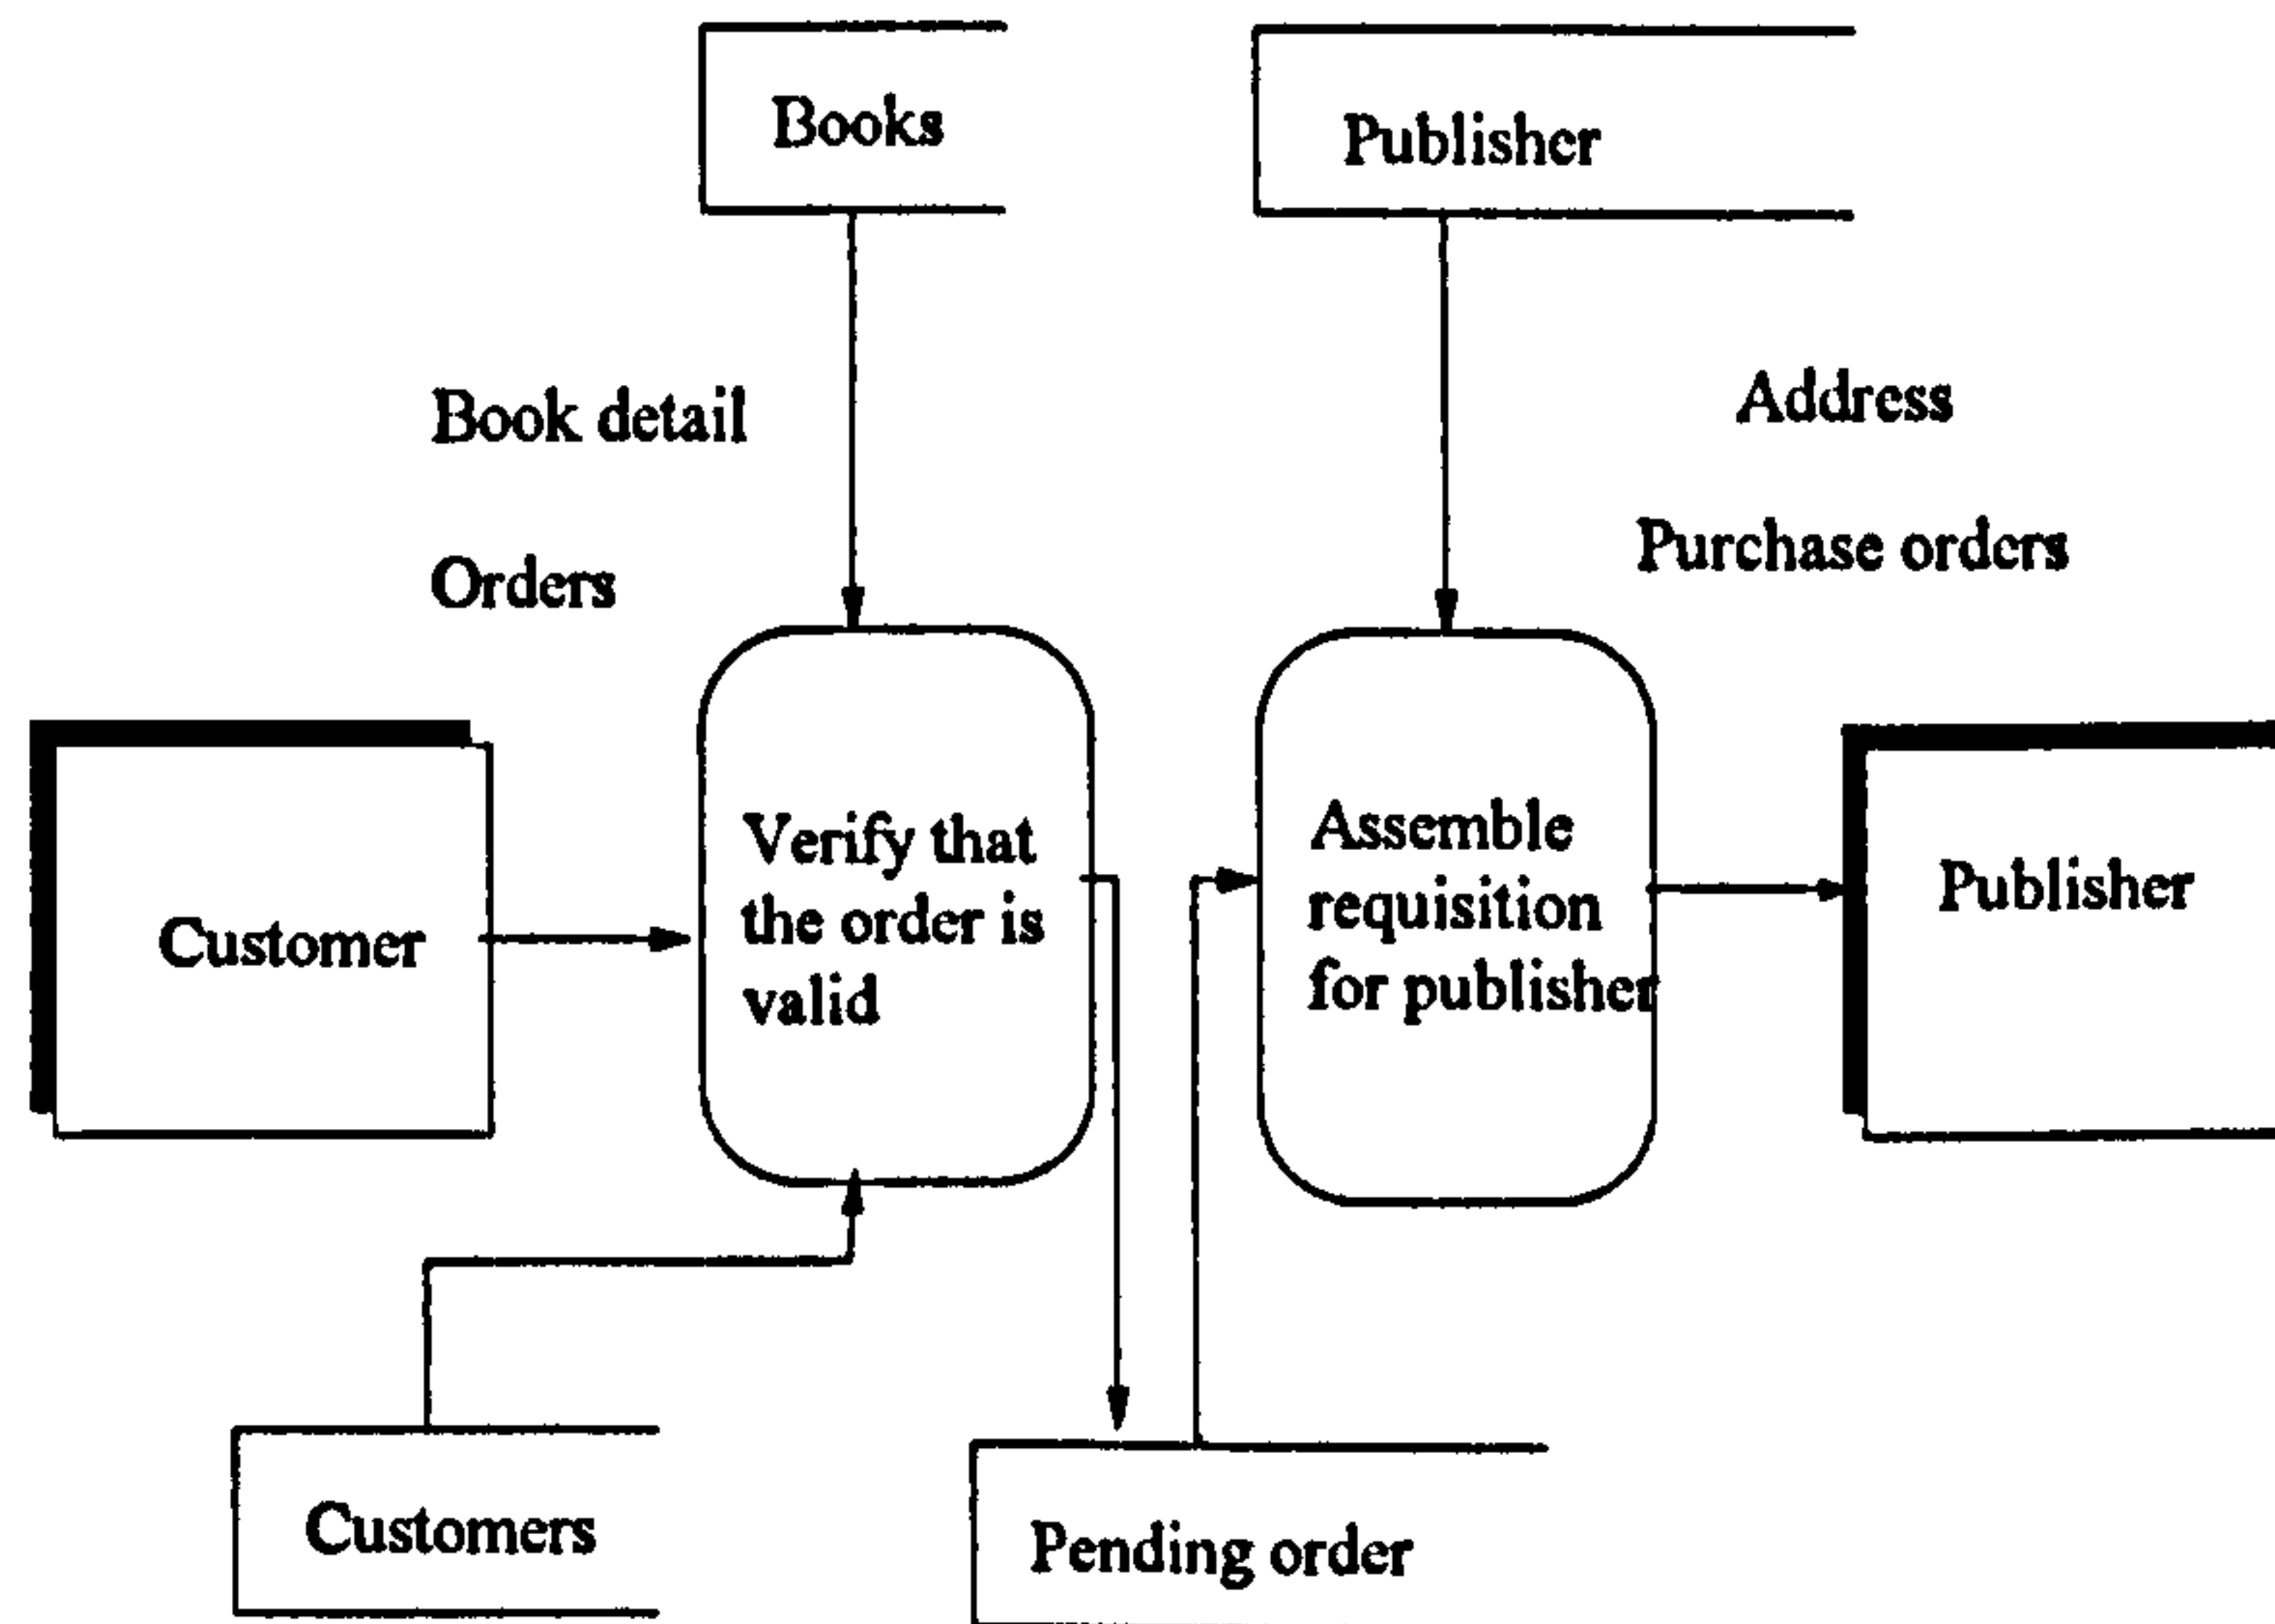 Books
Publisher
Book detail
Address
Orders
Purchase orders
Customer
Verify that
the order is
valid
Assemble
requisition
for publisher
Publisher
Customers
Pending order